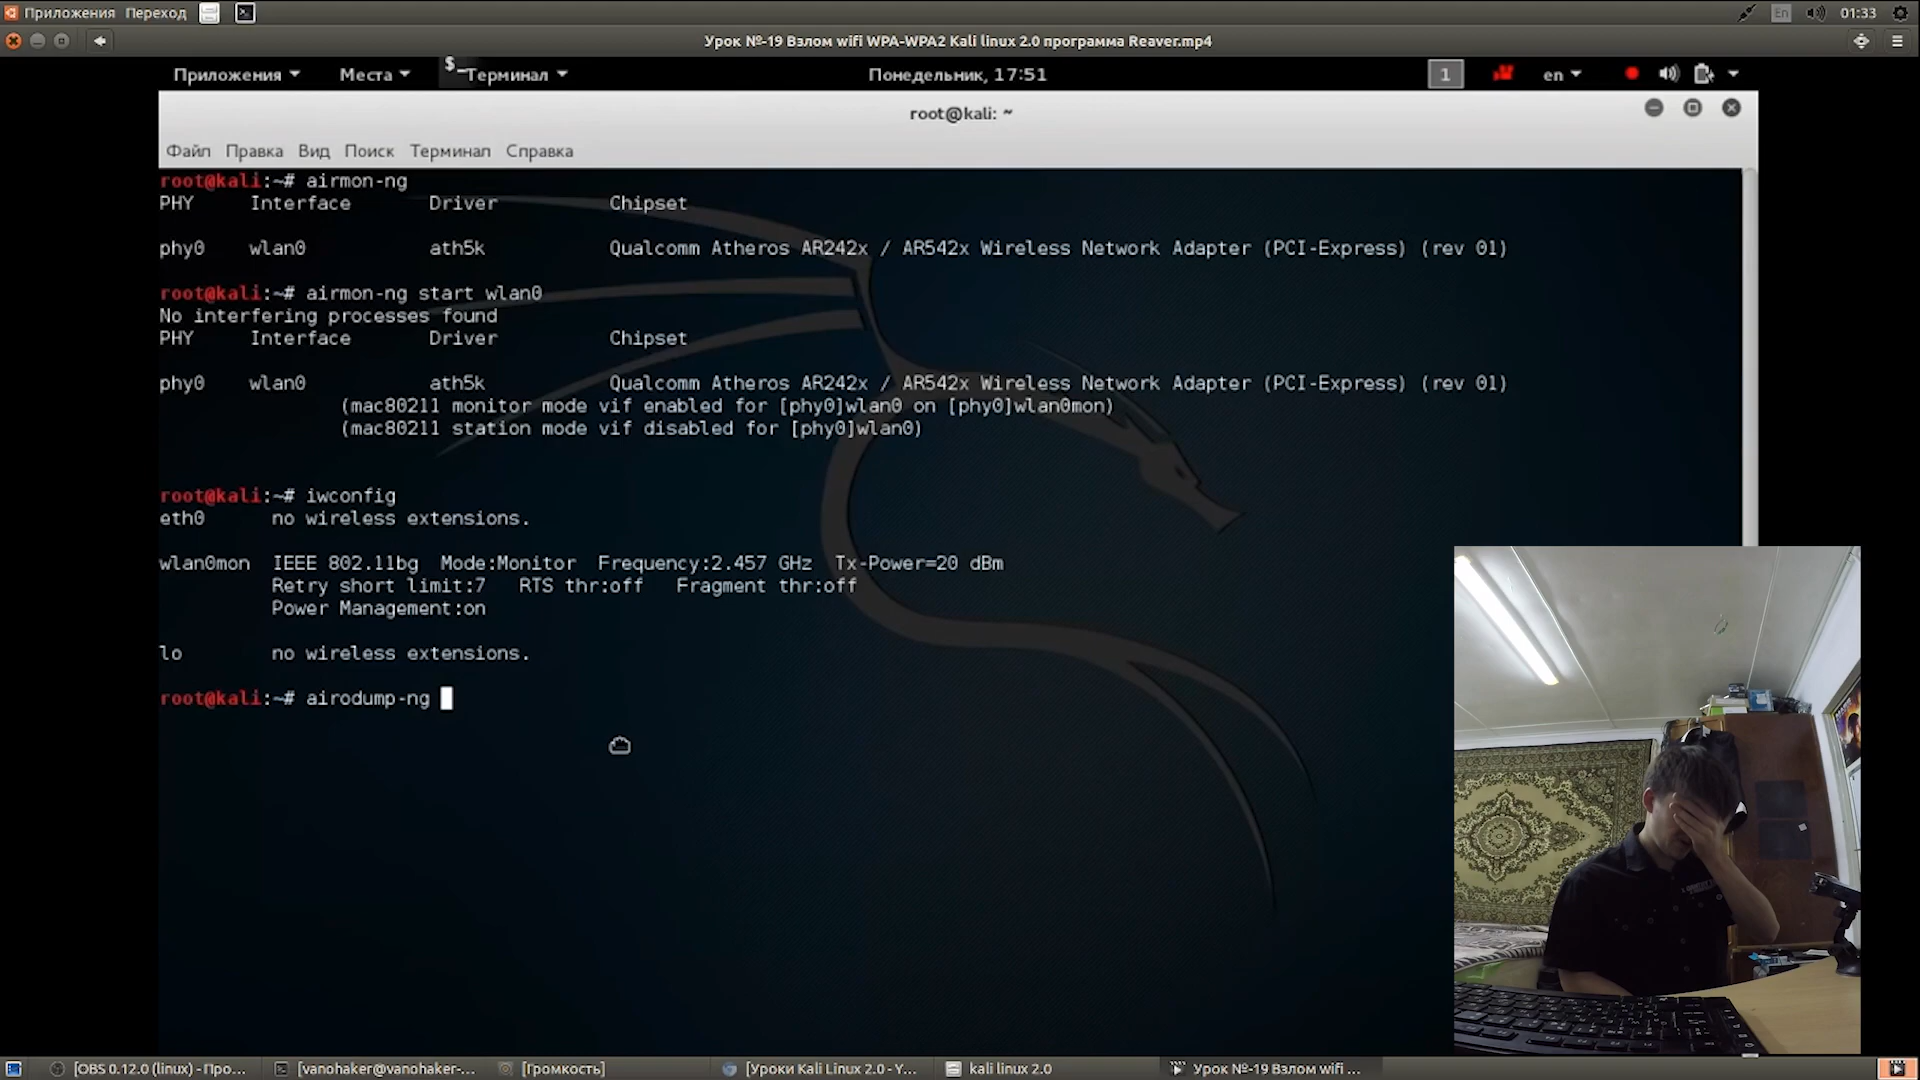 Приложения Переход En 01:33
Урок №-19 Взлом wifi WPA-WPA2 Kali linux 2.0 программа Reaver.mp4
Приложения Места $_ Терминал Понедельник, 17:51 1 en
root@kali: ~
Файл Правка Вид Поиск Терминал Справка
root@kali:~# airmon-ng
PHY Interface Driver Chipset
phy0 wlan0 ath5k Qualcomm Atheros AR242x / AR542x Wireless Network Adapter (PCI-Express) (rev 01)
root@kali:~# airmon-ng start wlan0
No interfering processes found
PHY Interface Driver Chipset
phy0 wlan0 ath5k Qualcomm Atheros AR242x / AR542x Wireless Network Adapter (PCI-Express) (rev 01)
(mac80211 monitor mode vif enabled for [phy0]wlan0 on [phy0]wlan0mon)
(mac80211 station mode vif disabled for [phy0]wlan0)
root@kali:~# iwconfig
eth0 no wireless extensions.
wlan0mon IEEE 802.11bg Mode:Monitor Frequency:2.457 GHz Tx-Power=20 dBm
Retry short limit:7 RTS thr:off Fragment thr:off
Power Management:on
lo no wireless extensions.
root@kali:~# airodump-ng
[OBS 0.12.0 (linux) - Про... [vanohaker@vanohaker-... [Громкость] [Уроки Kali Linux 2.0 - Y... kali linux 2.0 Урок №-19 Взлом wifi ...